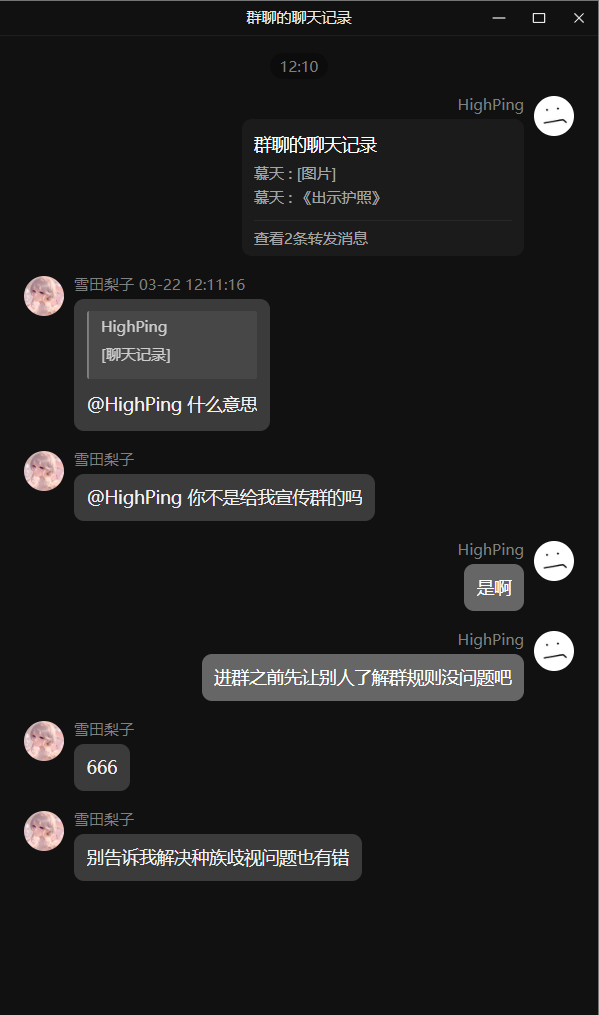 群聊的聊天记录
12:10
HighPing
群聊的聊天记录
慕天：[图片]
慕天：《出示护照》
查看2条转发消息
雪田梨子 03-22 12:11:16
HighPing
[聊天记录]
@HighPing 什么意思
雪田梨子
@HighPing 你不是给我宣传群的吗
HighPing
是啊
HighPing
进群之前先让别人了解群规则没问题吧
雪田梨子
666
雪田梨子
别告诉我解决种族歧视问题也有错